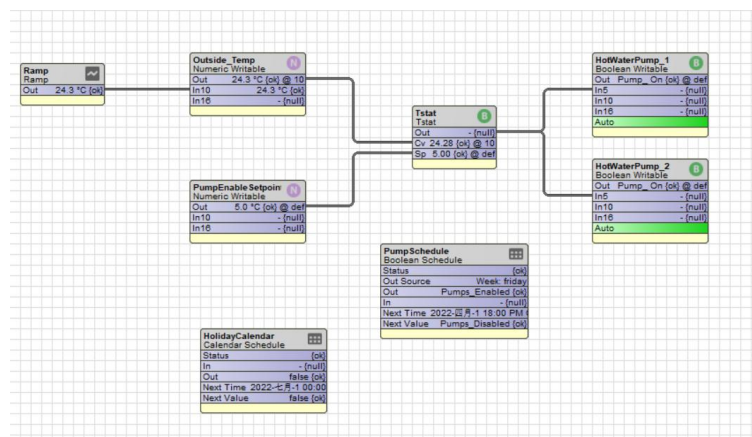 Ramp
Ramp
Out 24.3 °C {ok}
Outside_Temp
Numeric Writable
N
Out 24.3 °C {ok} @ 10
In10 24.3 °C {ok}
In16 - {null}
PumpEnableSetpoint
Numeric Writable
N
Out 5.0 °C {ok} @ def
In10 - {null}
In16 - {null}
Tstat
Tstat
B
Out - {null}
Cv 24.28 {ok} @ 10
Sp 5.00 {ok} @ def
HotWaterPump_1
Boolean Writable
B
Out Pump_ On {ok} @ def
In5 - {null}
In10 - {null}
In16 - {null}
Auto
HotWaterPump_2
Boolean Writable
B
Out Pump_ On {ok} @ def
In5 - {null}
In10 - {null}
In16 - {null}
Auto
PumpSchedule
Boolean Schedule
Status {ok}
Out Source Week: friday
Out Pumps_Enabled {ok}
In - {null}
Next Time 2022-四月-1 18:00 PM
Next Value Pumps_Disabled {ok}
HolidayCalendar
Calendar Schedule
Status {ok}
In - {null}
Out false {ok}
Next Time 2022-七月-1 00:00
Next Value false {ok}